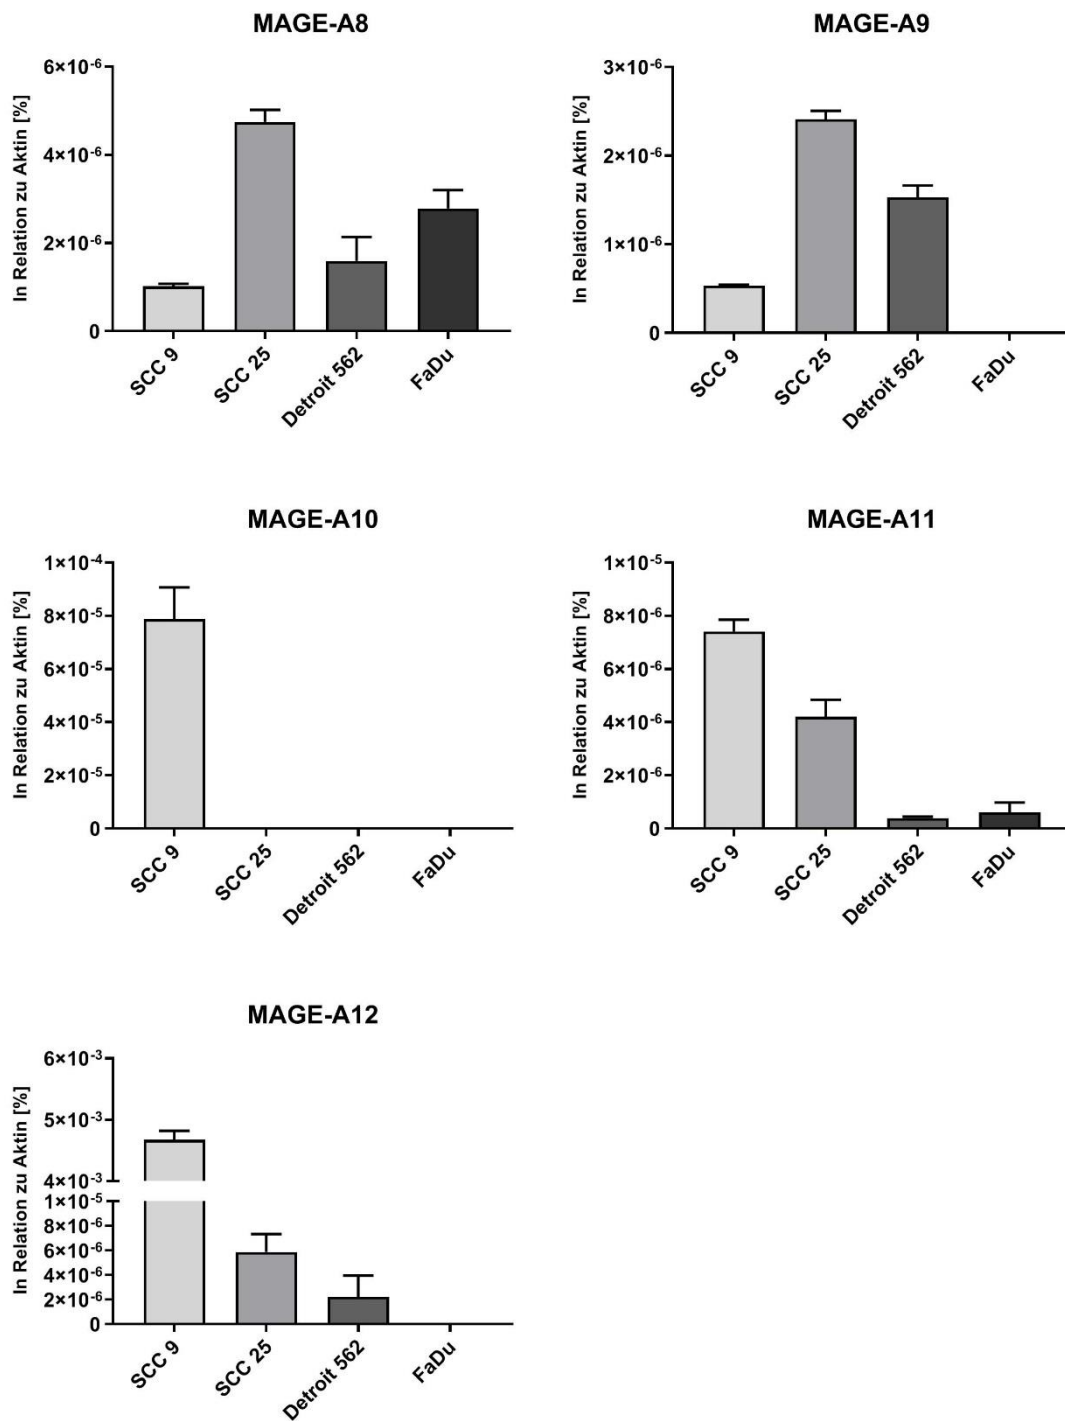 MAGE-A8
In Relation zu Aktin [%]
6×10⁻⁶
4×10⁻⁶
2×10⁻⁶
0
SCC 9
SCC 25
Detroit 562
FaDu
MAGE-A9
In Relation zu Aktin [%]
3×10⁻⁶
2×10⁻⁶
1×10⁻⁶
0
SCC 9
SCC 25
Detroit 562
FaDu
MAGE-A10
In Relation zu Aktin [%]
1×10⁻⁴
8×10⁻⁵
6×10⁻⁵
4×10⁻⁵
2×10⁻⁵
0
SCC 9
SCC 25
Detroit 562
FaDu
MAGE-A11
In Relation zu Aktin [%]
1×10⁻⁵
8×10⁻⁶
6×10⁻⁶
4×10⁻⁶
2×10⁻⁶
0
SCC 9
SCC 25
Detroit 562
FaDu
MAGE-A12
In Relation zu Aktin [%]
6×10⁻³
5×10⁻³
4×10⁻³
1×10⁻⁵
8×10⁻⁶
6×10⁻⁶
4×10⁻⁶
2×10⁻⁶
0
SCC 9
SCC 25
Detroit 562
FaDu